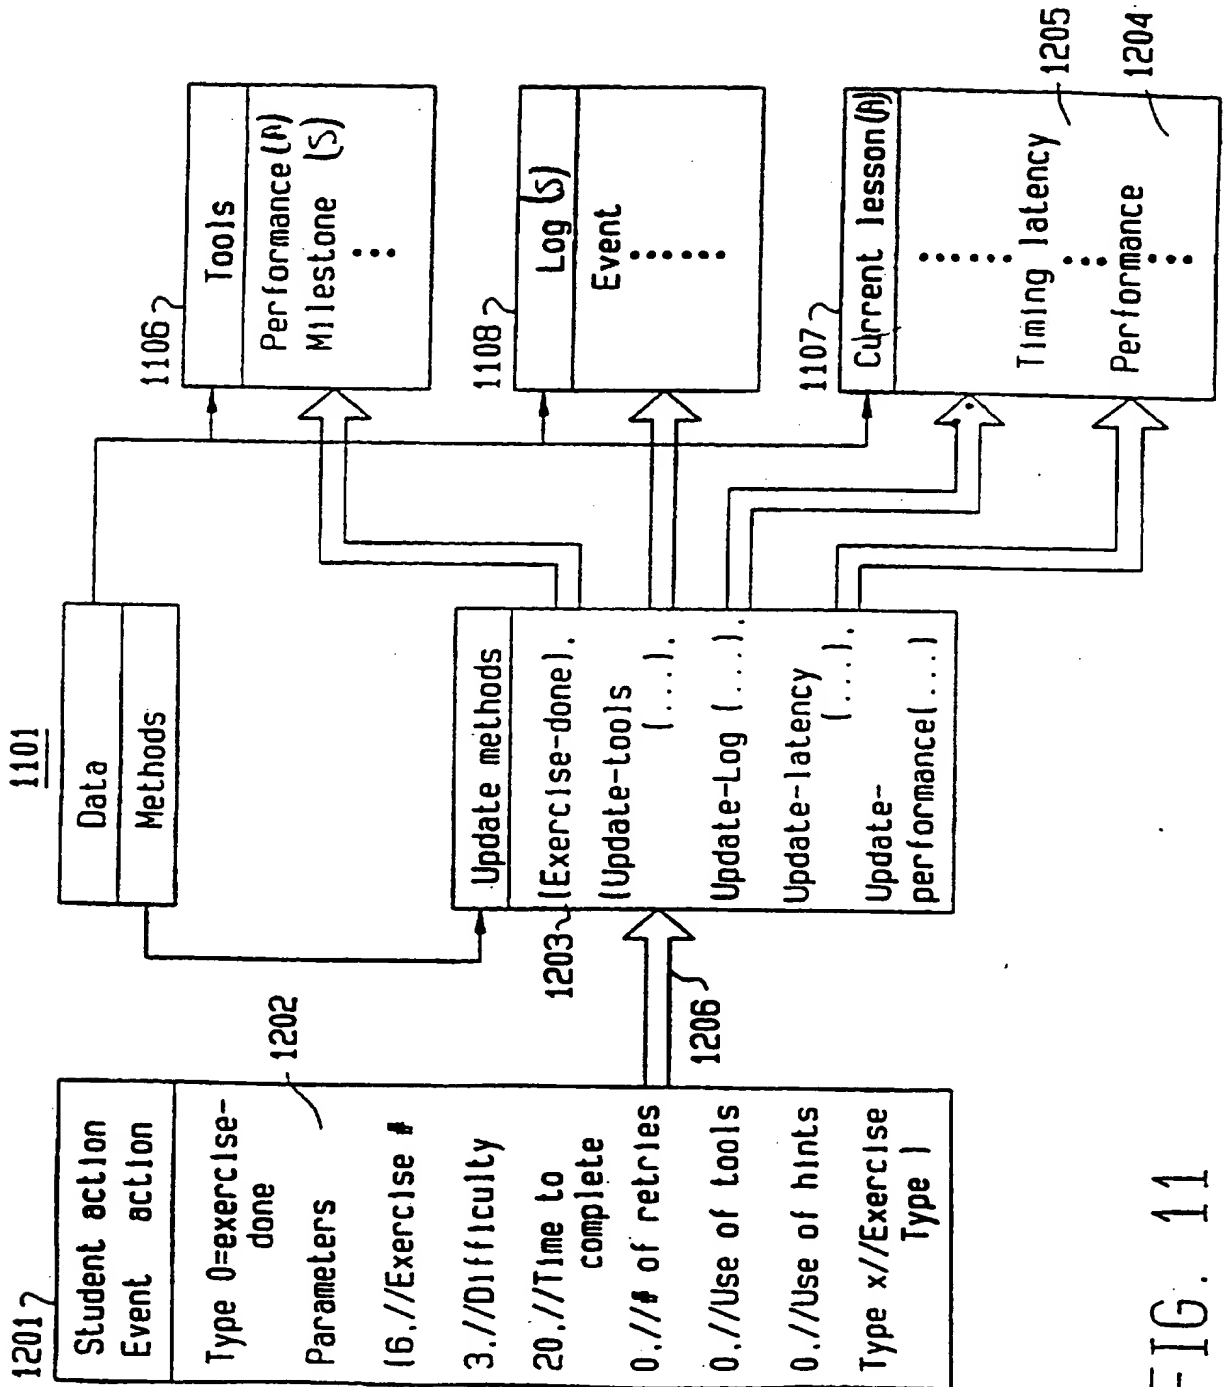 1101
Data
Methods
1201
Student action
Event action
Type 0=exercise-
done
Parameters
1202
(6.//Exercise #
3.//Difficulty
20.//Time to
complete
0.//# of retries
0.//Use of tools
0.//Use of hints
Type x//Exercise
Type )
1206
Update methods
1203
(Exercise-done).
(Update-tools
(...).
Update-Log (...).
Update-latency
(...).
Update-
performance(...)
1106
Tools
Performance (A)
Milestone (S)
1108
Log (S)
Event
1107
Current lesson (A)
Timing latency
1205
Performance
1204
FIG. 11